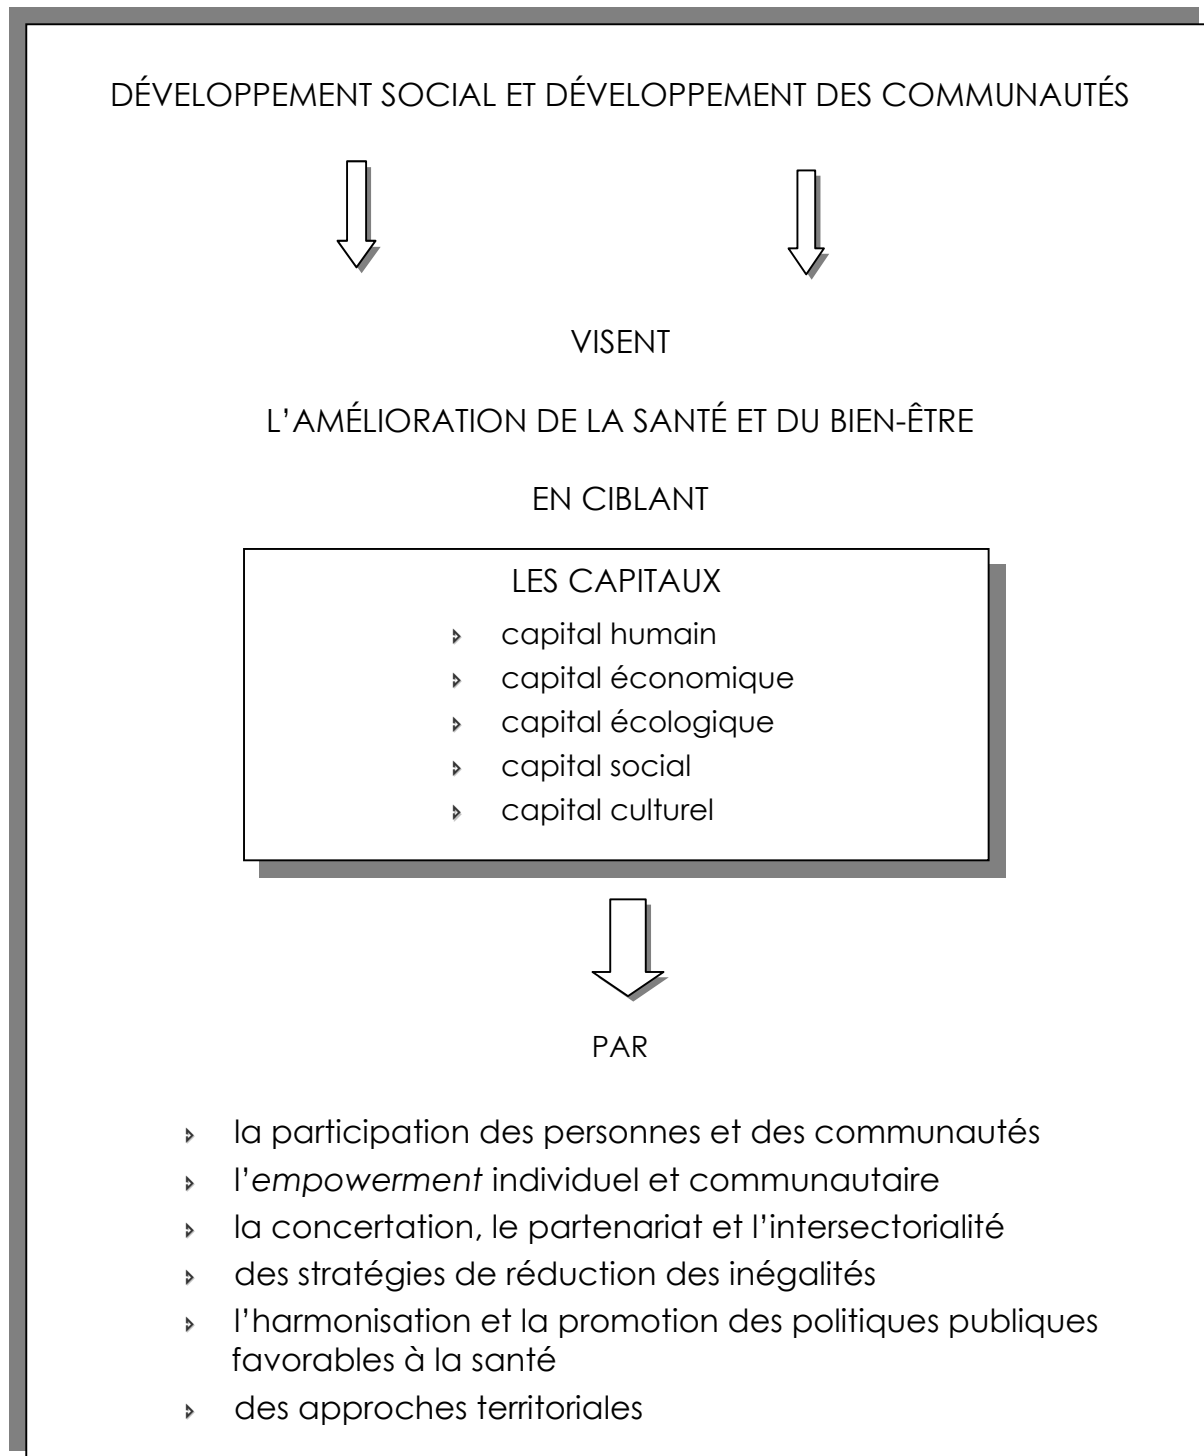 DÉVELOPPEMENT SOCIAL ET DÉVELOPPEMENT DES COMMUNAUTÉS
VISENT
L’AMÉLIORATION DE LA SANTÉ ET DU BIEN-ÊTRE
EN CIBLANT
LES CAPITAUX
capital humain
capital économique
capital écologique
capital social
capital culturel
PAR
la participation des personnes et des communautés
l’empowerment individuel et communautaire
la concertation, le partenariat et l’intersectorialité
des stratégies de réduction des inégalités
l’harmonisation et la promotion des politiques publiques
favorables à la santé
des approches territoriales